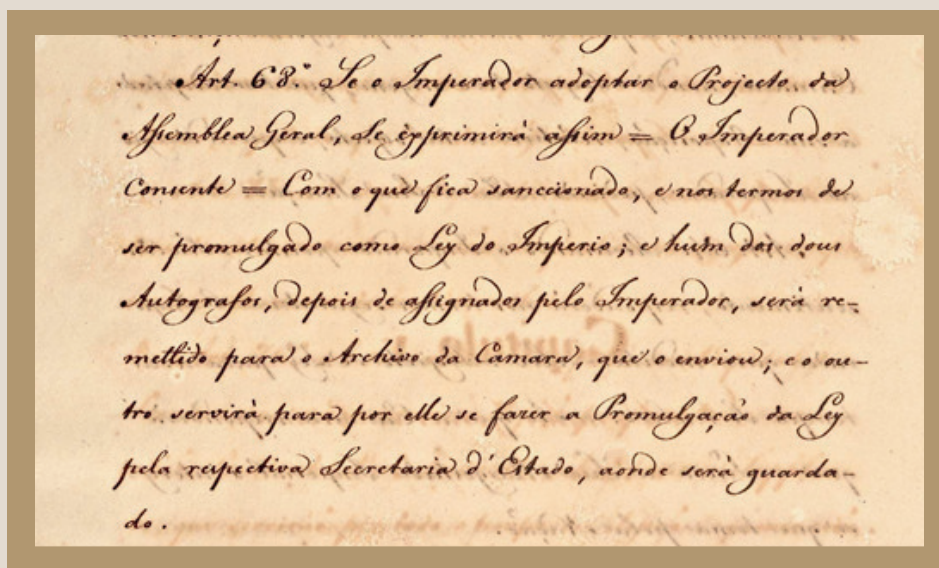 Art. 68.º Se o Imperador adoptar o Projecto da
Assemblea Geral, Se exprimirá assim = O Imperador
Consente = Com o que fica sanccionado, e nos termos de
ser promulgado como Ley do Imperio; e hum dos dous
Autografos, depois de assignados pelo Imperador, será re-
mettido para o Archivo da Camara, que o enviou; e o ou-
tro servirá para por elle se fazer a Promulgação da Ley
pela respectiva Secretaria d'Estado, aonde será guarda-
do.